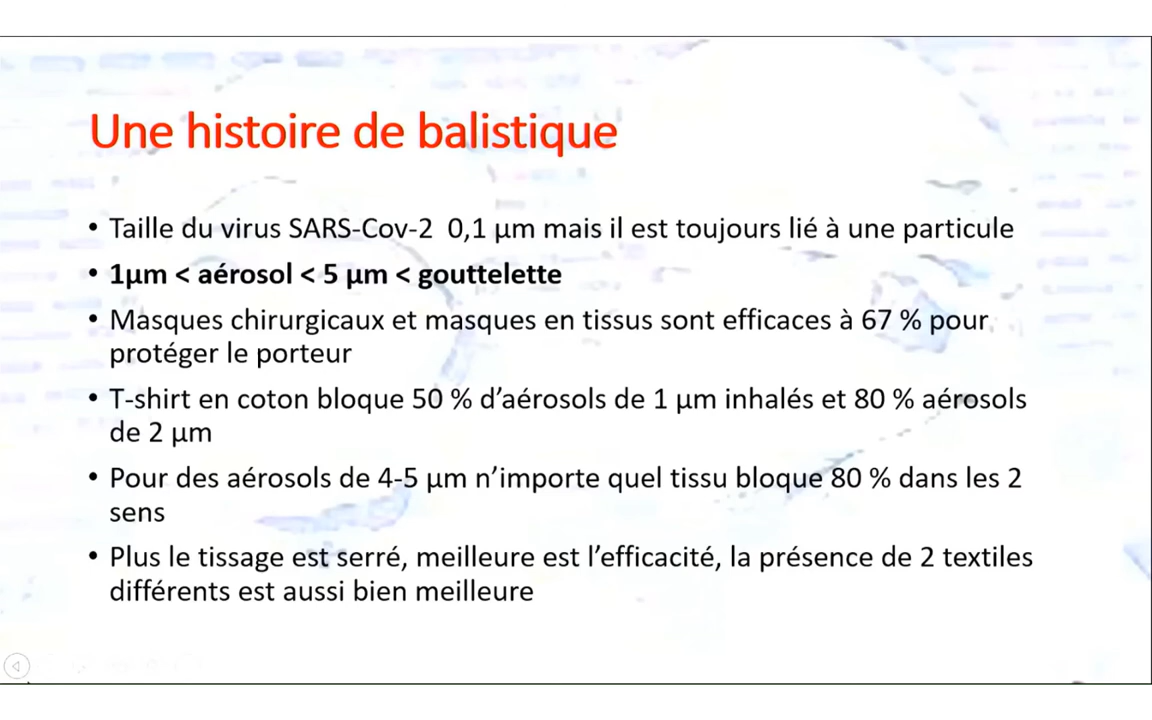 Une histoire de balistique
• Taille du virus SARS-Cov-2  0,1 µm mais il est toujours lié à une particule
• 1µm < aérosol < 5 µm < gouttelette
• Masques chirurgicaux et masques en tissus sont efficaces à 67 % pour
protéger le porteur
• T-shirt en coton bloque 50 % d’aérosols de 1 µm inhalés et 80 % aérosols
de 2 µm
• Pour des aérosols de 4-5 µm n’importe quel tissu bloque 80 % dans les 2
sens
• Plus le tissage est serré, meilleure est l’efficacité, la présence de 2 textiles
différents est aussi bien meilleure